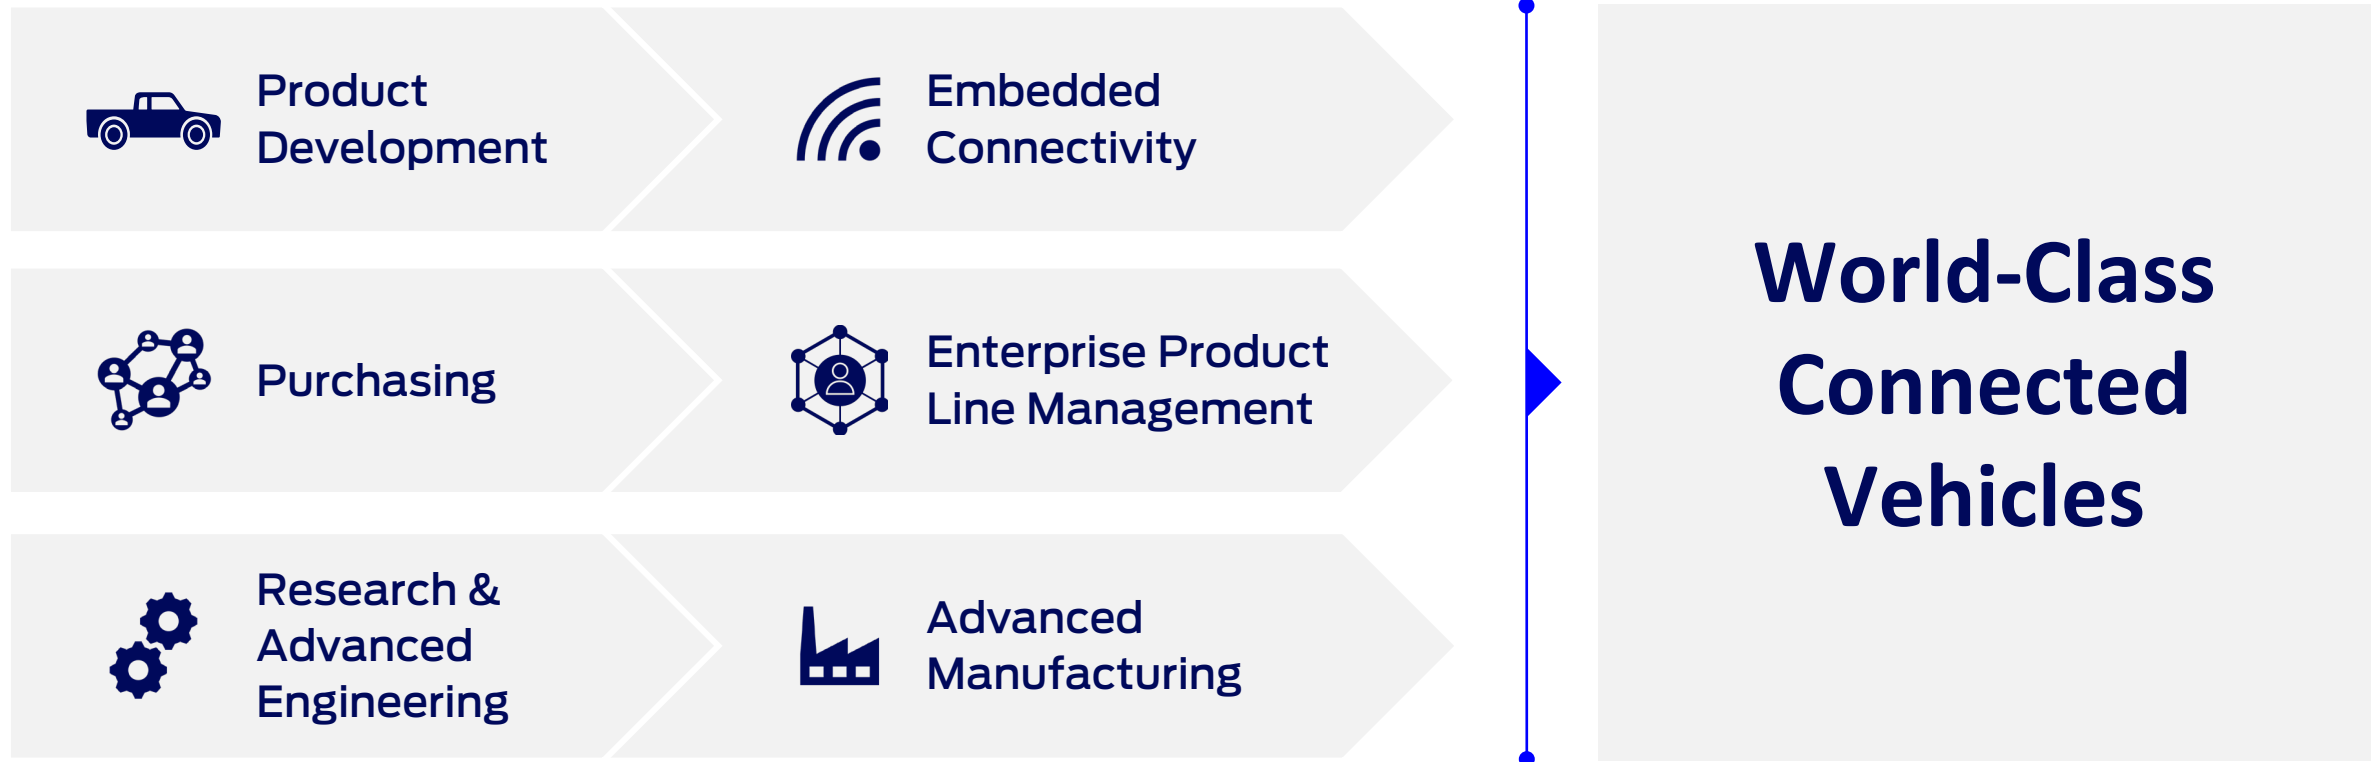 Product
Development
Embedded
Connectivity
Purchasing
Enterprise Product
Line Management
Research &
Advanced
Engineering
Advanced
Manufacturing
World-Class
Connected
Vehicles